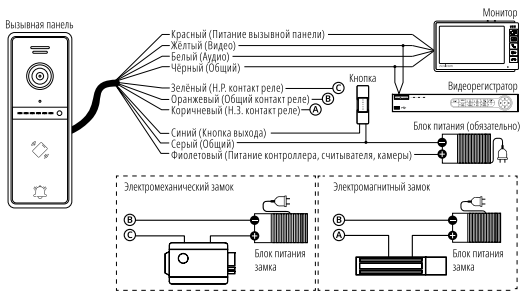 Вызывная панель
Монитор
Красный (Питание вызывной панели)
Жёлтый (Видео)
Белый (Аудио)
Чёрный (Общий)
Зелёный (Н.Р. контакт реле) C
Оранжевый (Общий контакт реле) B
Коричневый (Н.З. контакт реле) A
Кнопка
Видеорегистратор
Синий (Кнопка выхода)
Серый (Общий)
Фиолетовый (Питание контроллера, считывателя, камеры)
Блок питания (обязательно)
Электромеханический замок
B
C
Блок питания
замка
Электромагнитный замок
B
A
Блок питания
замка